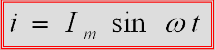 i = I_m sin ωt